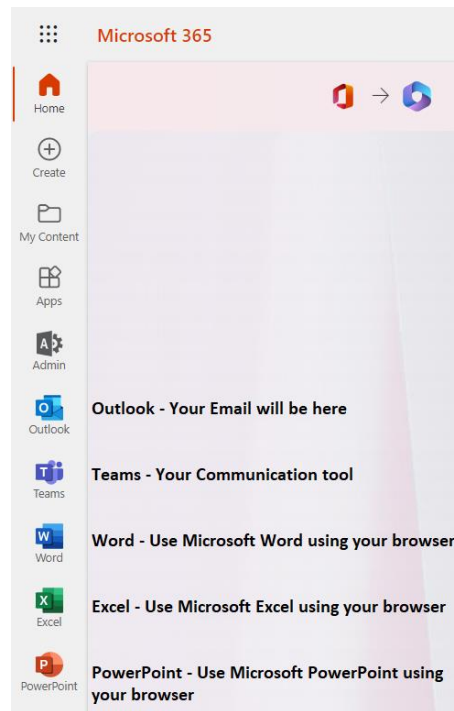 Microsoft 365
Home
Create
My Content
Apps
Admin
Outlook
Outlook - Your Email will be here
Teams
Teams - Your Communication tool
Word
Word - Use Microsoft Word using your browser
Excel
Excel - Use Microsoft Excel using your browser
PowerPoint
PowerPoint - Use Microsoft PowerPoint using
your browser